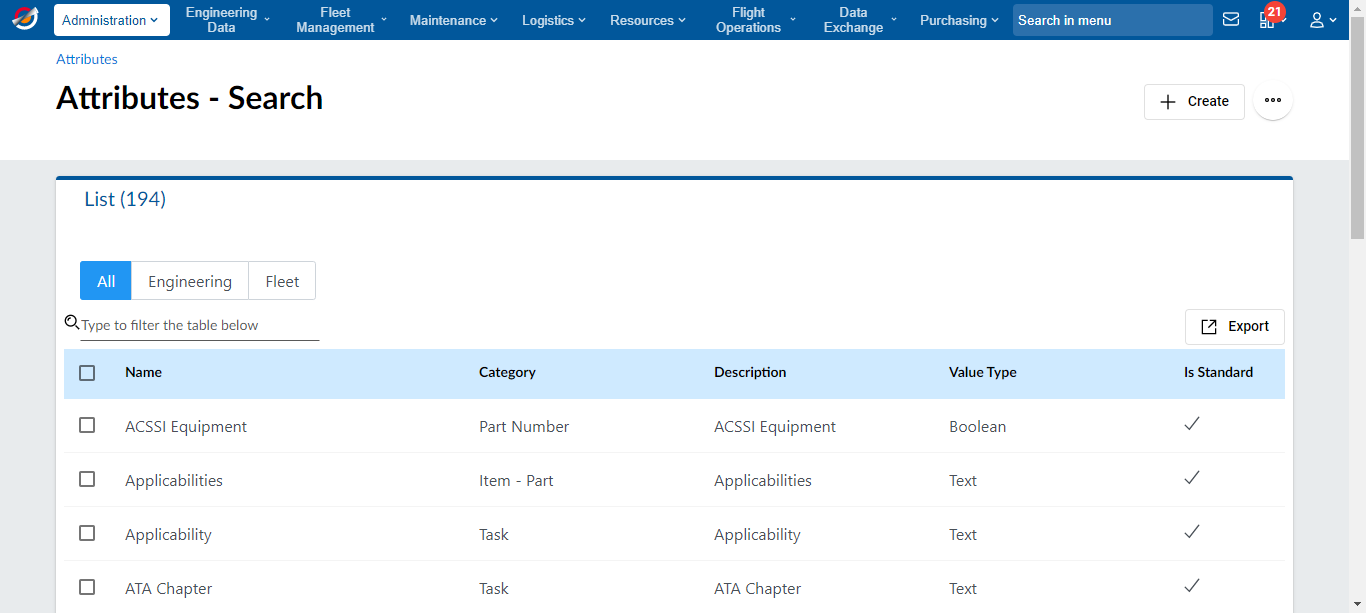 Administration
Engineering
Data
Fleet
Management
Maintenance
Logistics
Resources
Flight
Operations
Data
Exchange
Purchasing
Search in menu
21
Attributes
Attributes - Search
Create
List (194)
All Engineering Fleet
Type to filter the table below
Export
Name Category Description Value Type Is Standard
ACSSI Equipment Part Number ACSSI Equipment Boolean
Applicabilities Item - Part Applicabilities Text
Applicability Task Applicability Text
ATA Chapter Task ATA Chapter Text